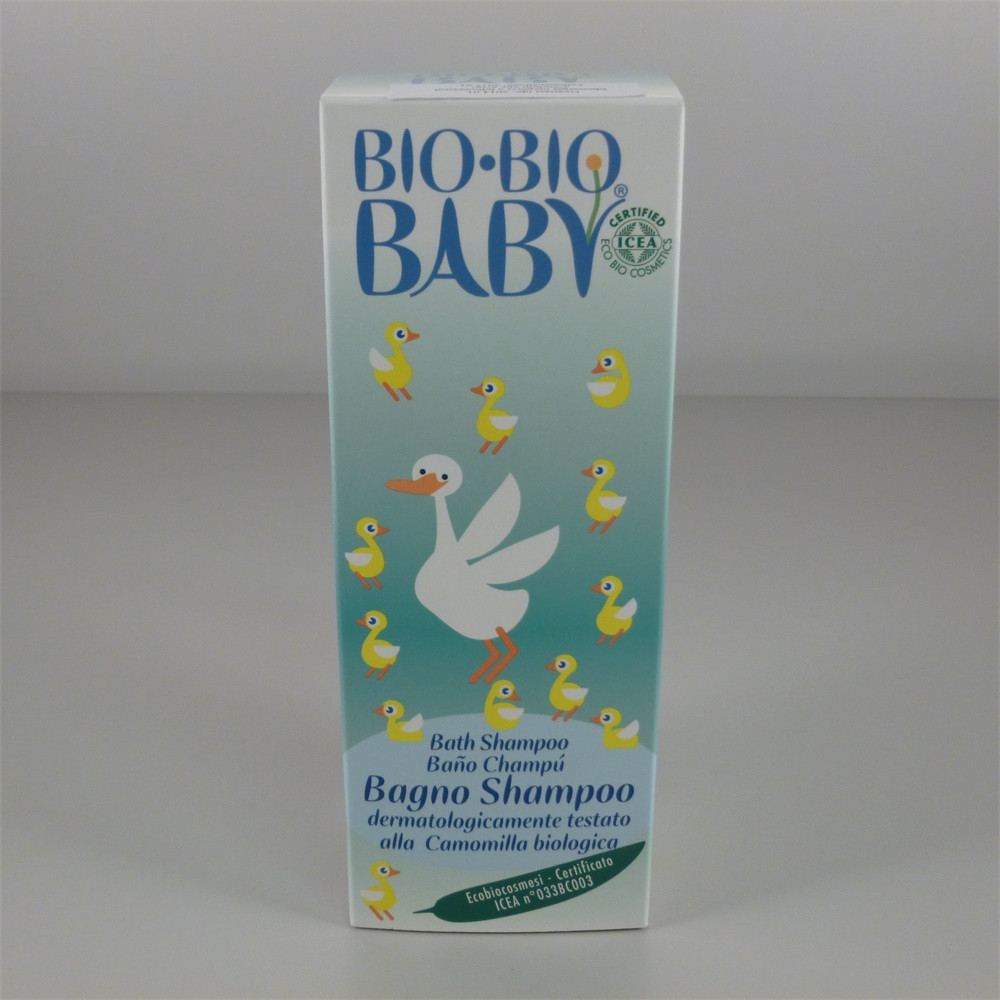 BABY
BIO•BIO
BABY®
CERTIFIED
ICEA
ECO BIO COSMETICS
Bath Shampoo
Baño Champú
Bagno Shampoo
dermatologicamente testato
alla Camomilla biologica
Ecobiocosmesi - Certificato
ICEA n°033BC003